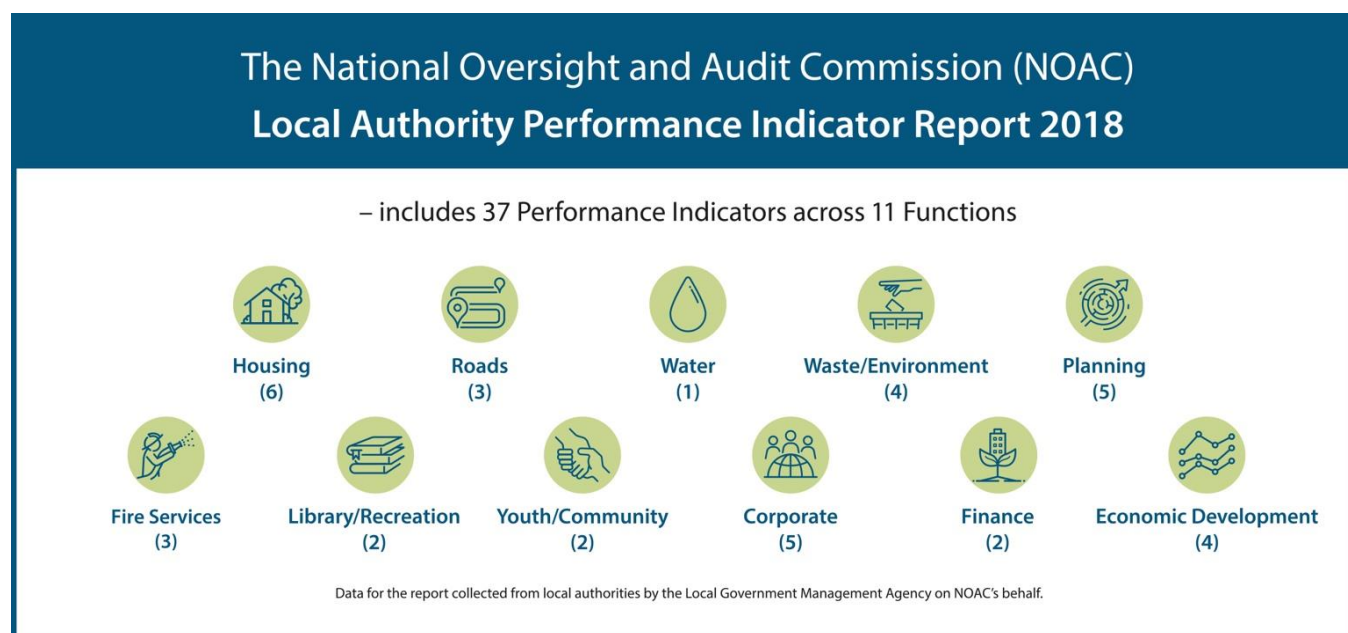 The National Oversight and Audit Commission (NOAC)
Local Authority Performance Indicator Report 2018
– includes 37 Performance Indicators across 11 Functions
Housing
(6)
Roads
(3)
Water
(1)
Waste/Environment
(4)
Planning
(5)
Fire Services
(3)
Library/Recreation
(2)
Youth/Community
(2)
Corporate
(5)
Finance
(2)
Economic Development
(4)
Data for the report collected from local authorities by the Local Government Management Agency on NOAC’s behalf.